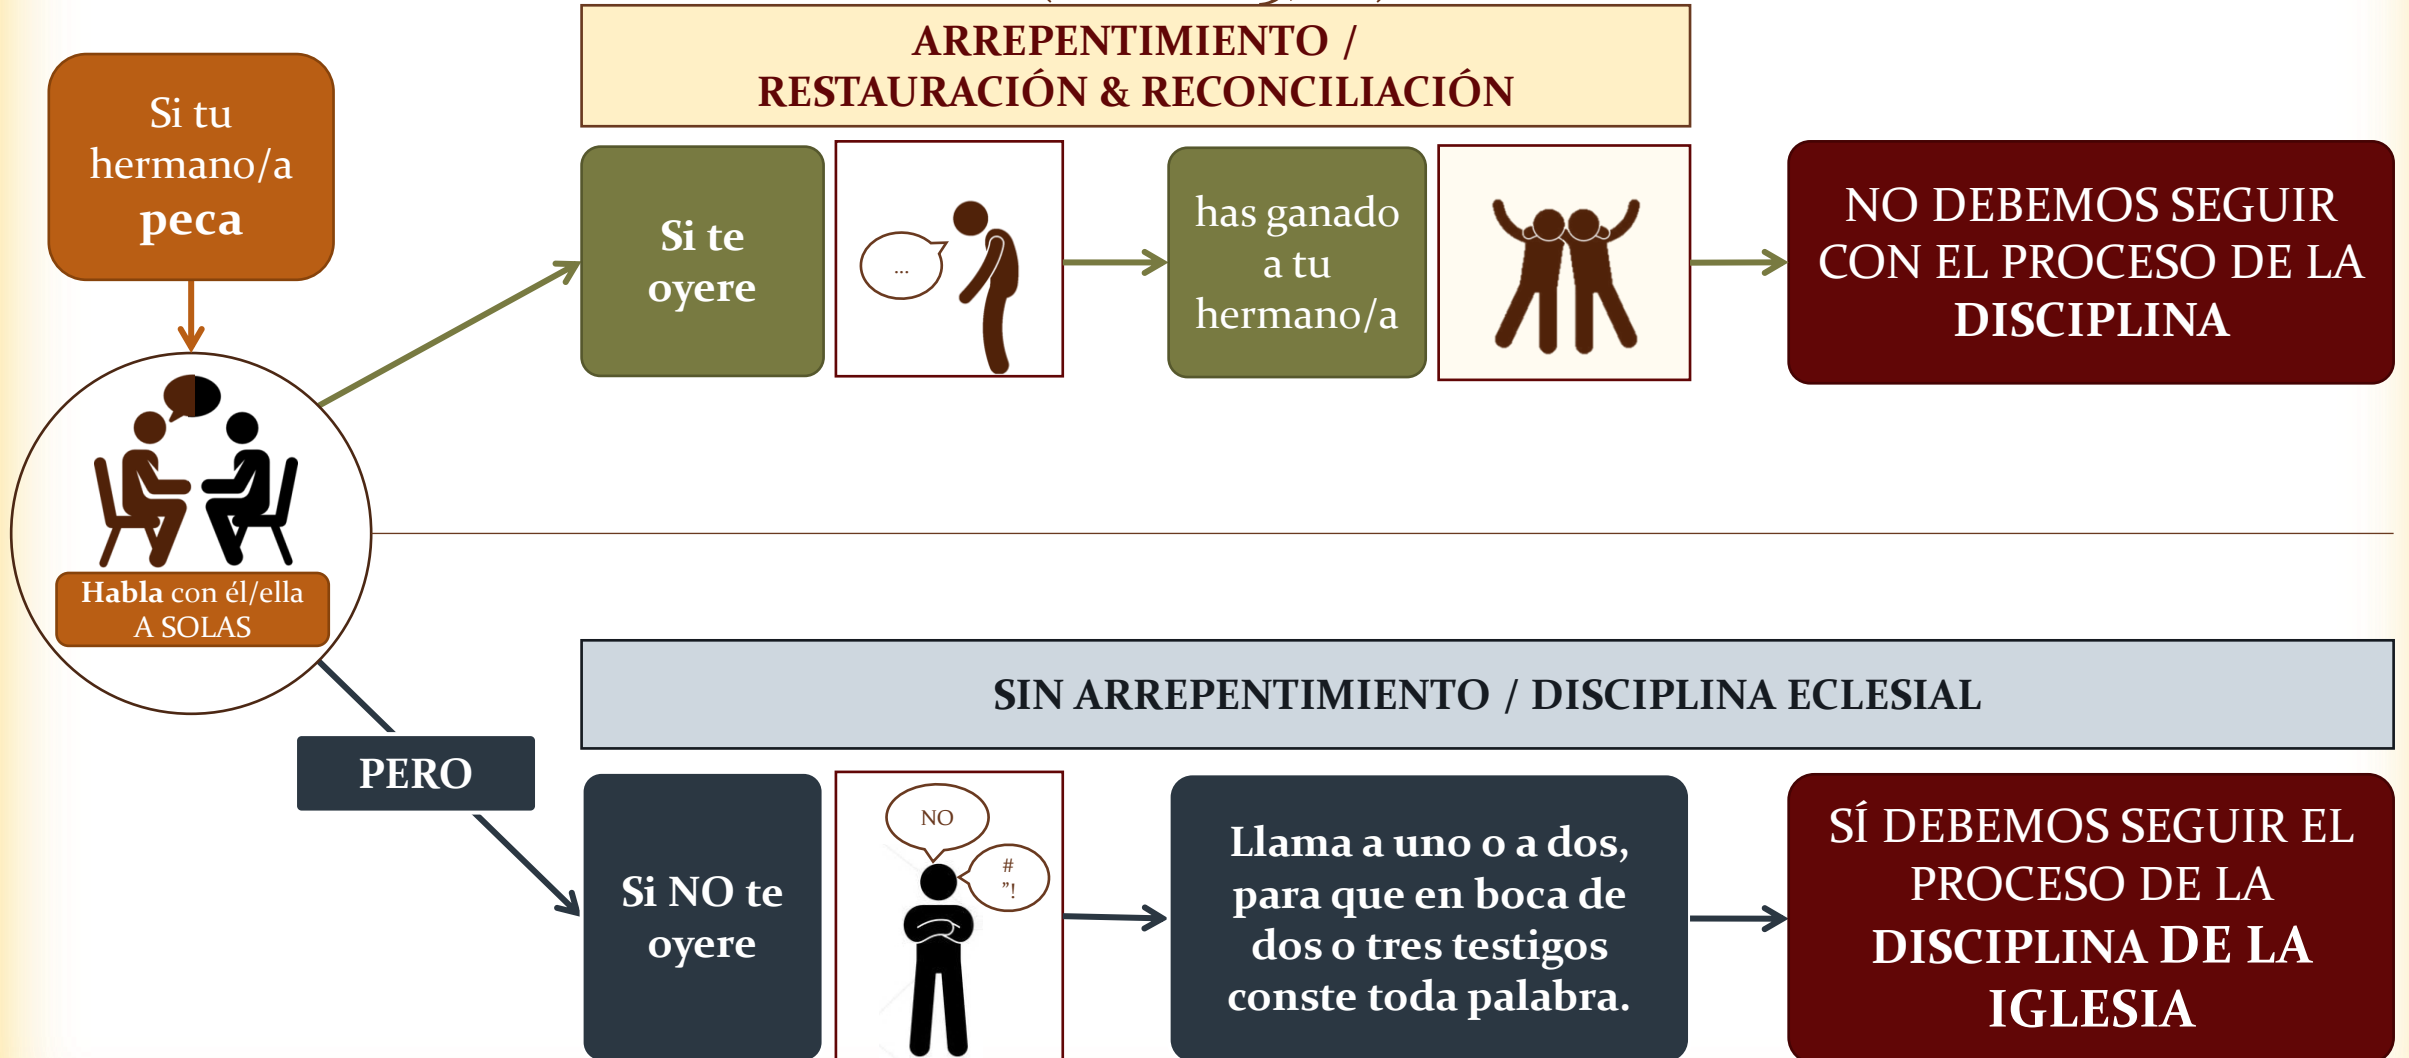 ARREPENTIMIENTO /
RESTAURACIÓN & RECONCILIACIÓN
Si tu
hermano/a
peca
Si te
oyere
...
has ganado
a tu
hermano/a
NO DEBEMOS SEGUIR
CON EL PROCESO DE LA
DISCIPLINA
Habla con él/ella
A SOLAS
SIN ARREPENTIMIENTO / DISCIPLINA ECLESIAL
PERO
Si NO te
oyere
NO
#
”!
Llama a uno o a dos,
para que en boca de
dos o tres testigos
conste toda palabra.
SÍ DEBEMOS SEGUIR EL
PROCESO DE LA
DISCIPLINA DE LA
IGLESIA